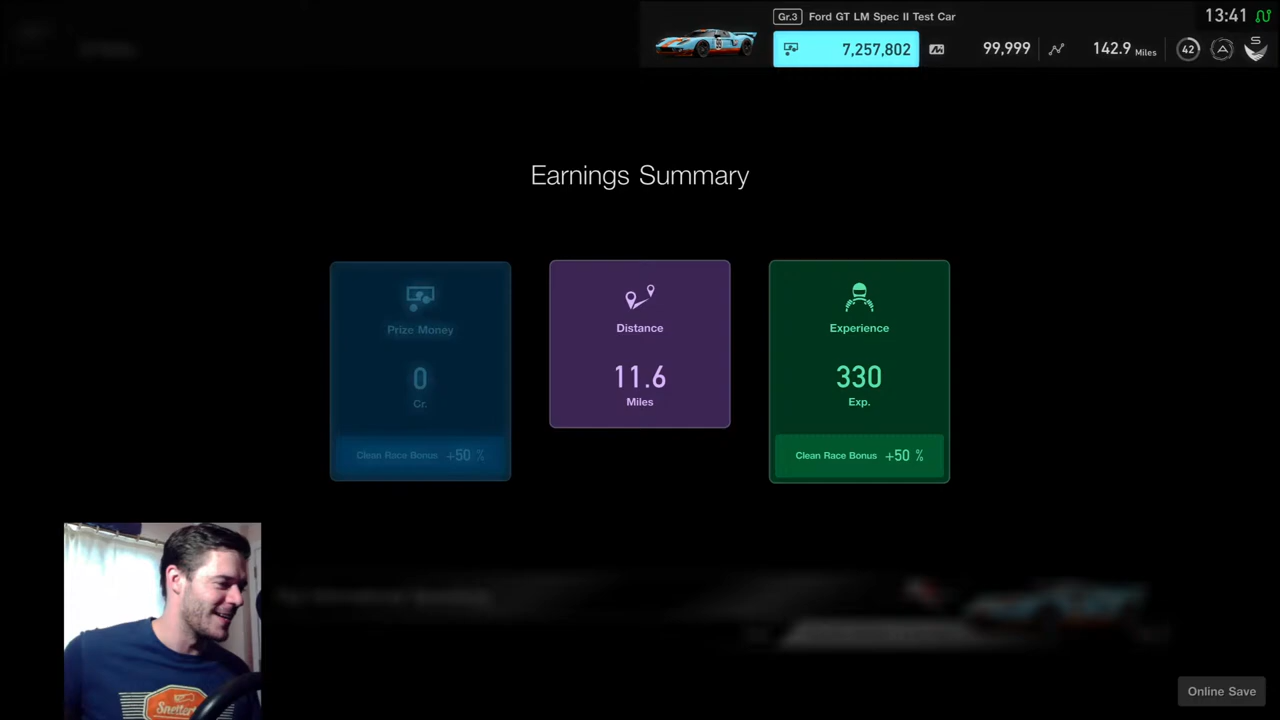 Gr.3 Ford GT LM Spec II Test Car
13:41
7,257,802
99,999
142.9 Miles
42
A
S
Earnings Summary
Prize Money
0
Cr.
Clean Race Bonus +50 %
Distance
11.6
Miles
Experience
330
Exp.
Clean Race Bonus +50 %
Online Save